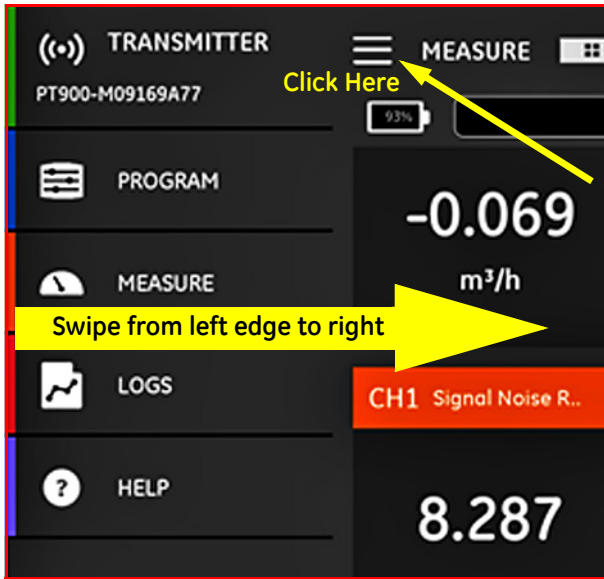 TRANSMITTER
PT900-M09169A77
PROGRAM
MEASURE
LOGS
HELP
MEASURE
Click Here
93%
-0.069
m³/h
Swipe from left edge to right
CH1 Signal Noise R..
8.287